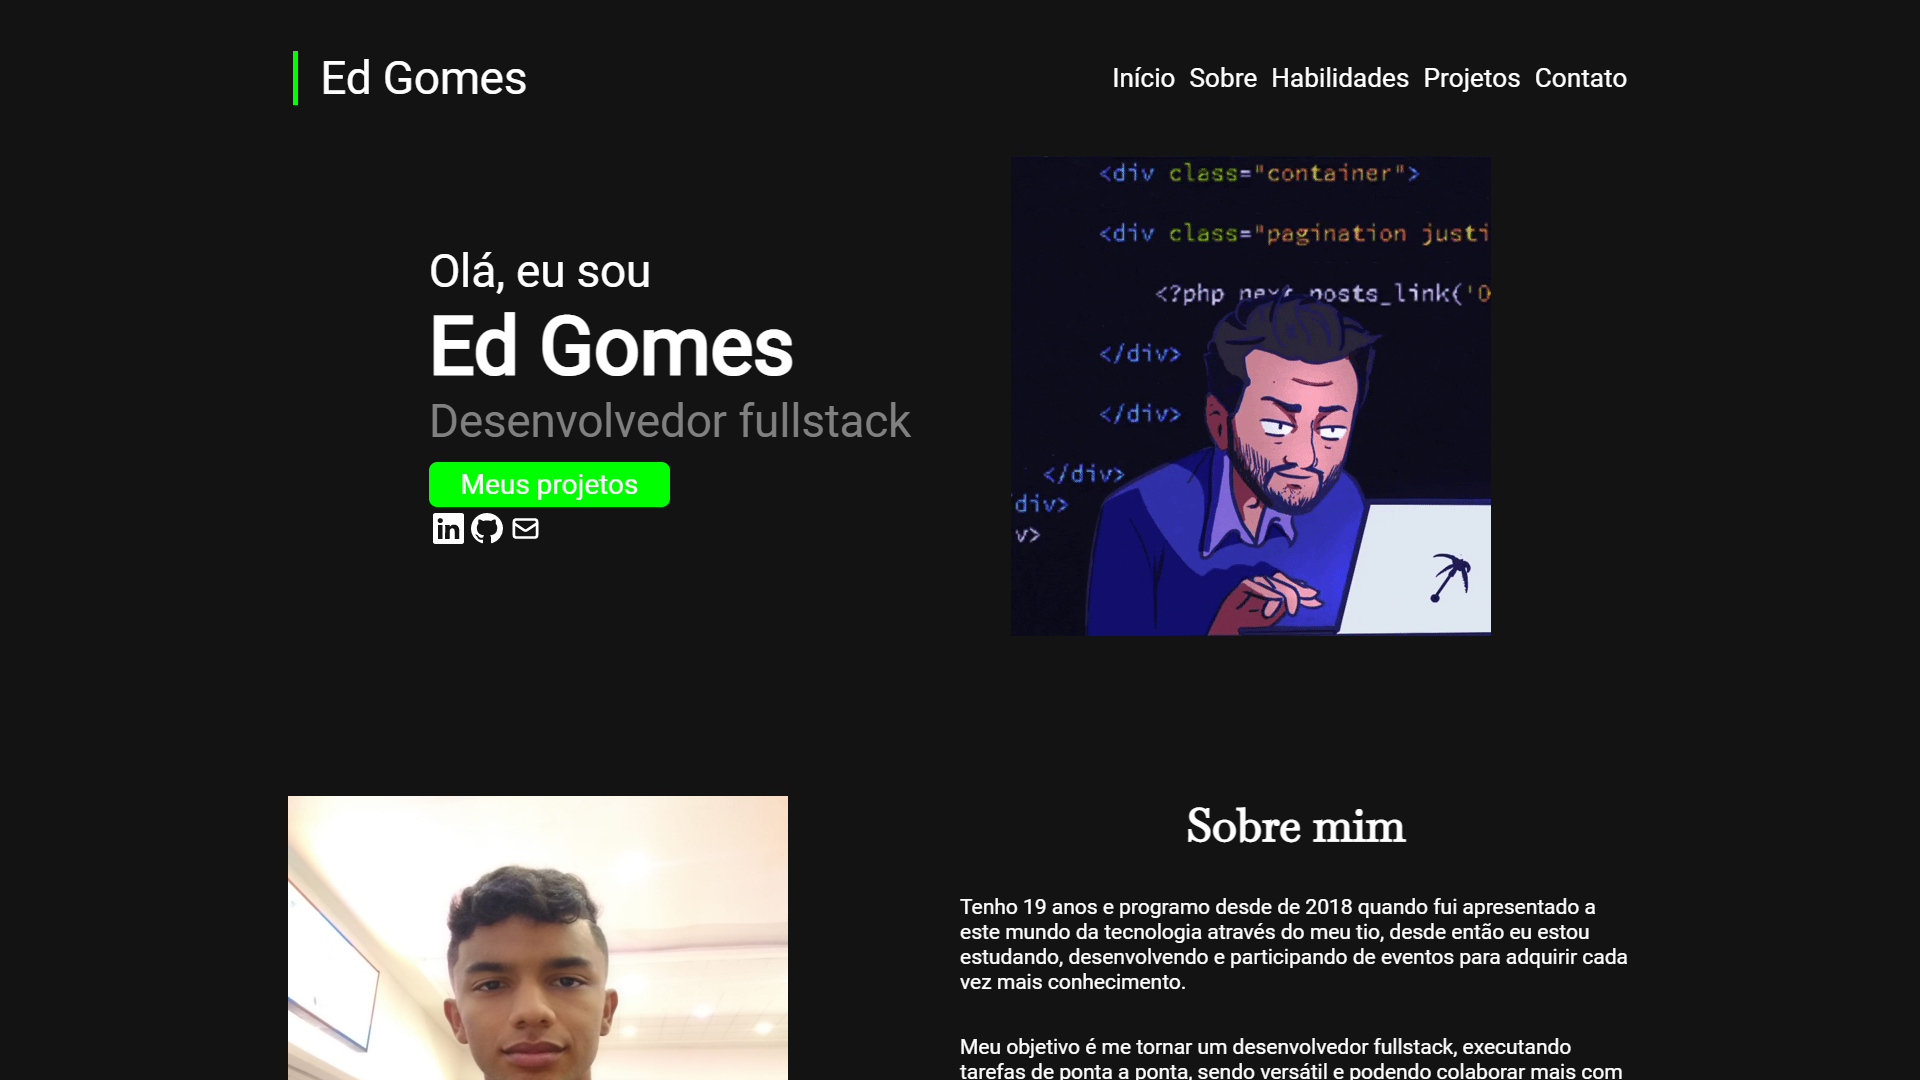 Ed Gomes
Início Sobre Habilidades Projetos Contato
<div class="container">
<div class="pagination justi
<?php next_posts_link('O
</div>
</div>
</div>
div>
v>
Olá, eu sou
Ed Gomes
Desenvolvedor fullstack
Meus projetos
in
Sobre mim
Tenho 19 anos e programo desde de 2018 quando fui apresentado a
este mundo da tecnologia através do meu tio, desde então eu estou
estudando, desenvolvendo e participando de eventos para adquirir cada
vez mais conhecimento.
Meu objetivo é me tornar um desenvolvedor fullstack, executando
tarefas de ponta a ponta, sendo versátil e podendo colaborar mais com